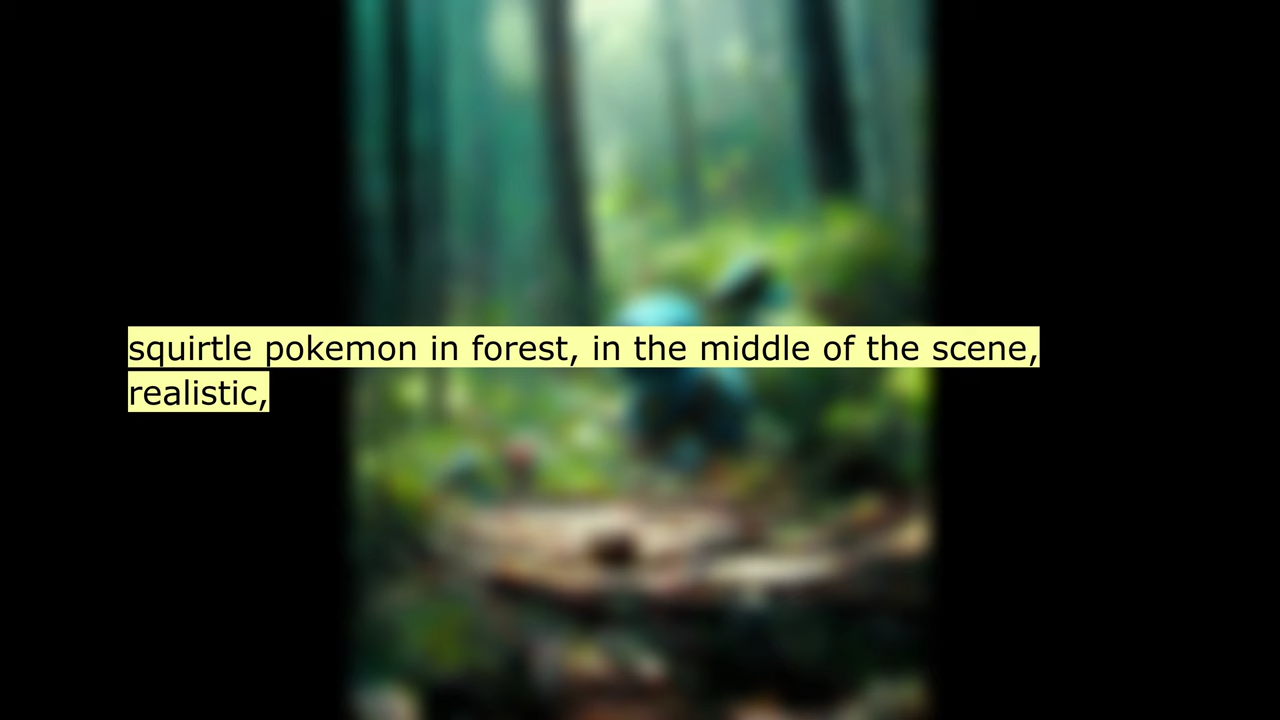 squirtle pokemon in forest, in the middle of the scene,
realistic,